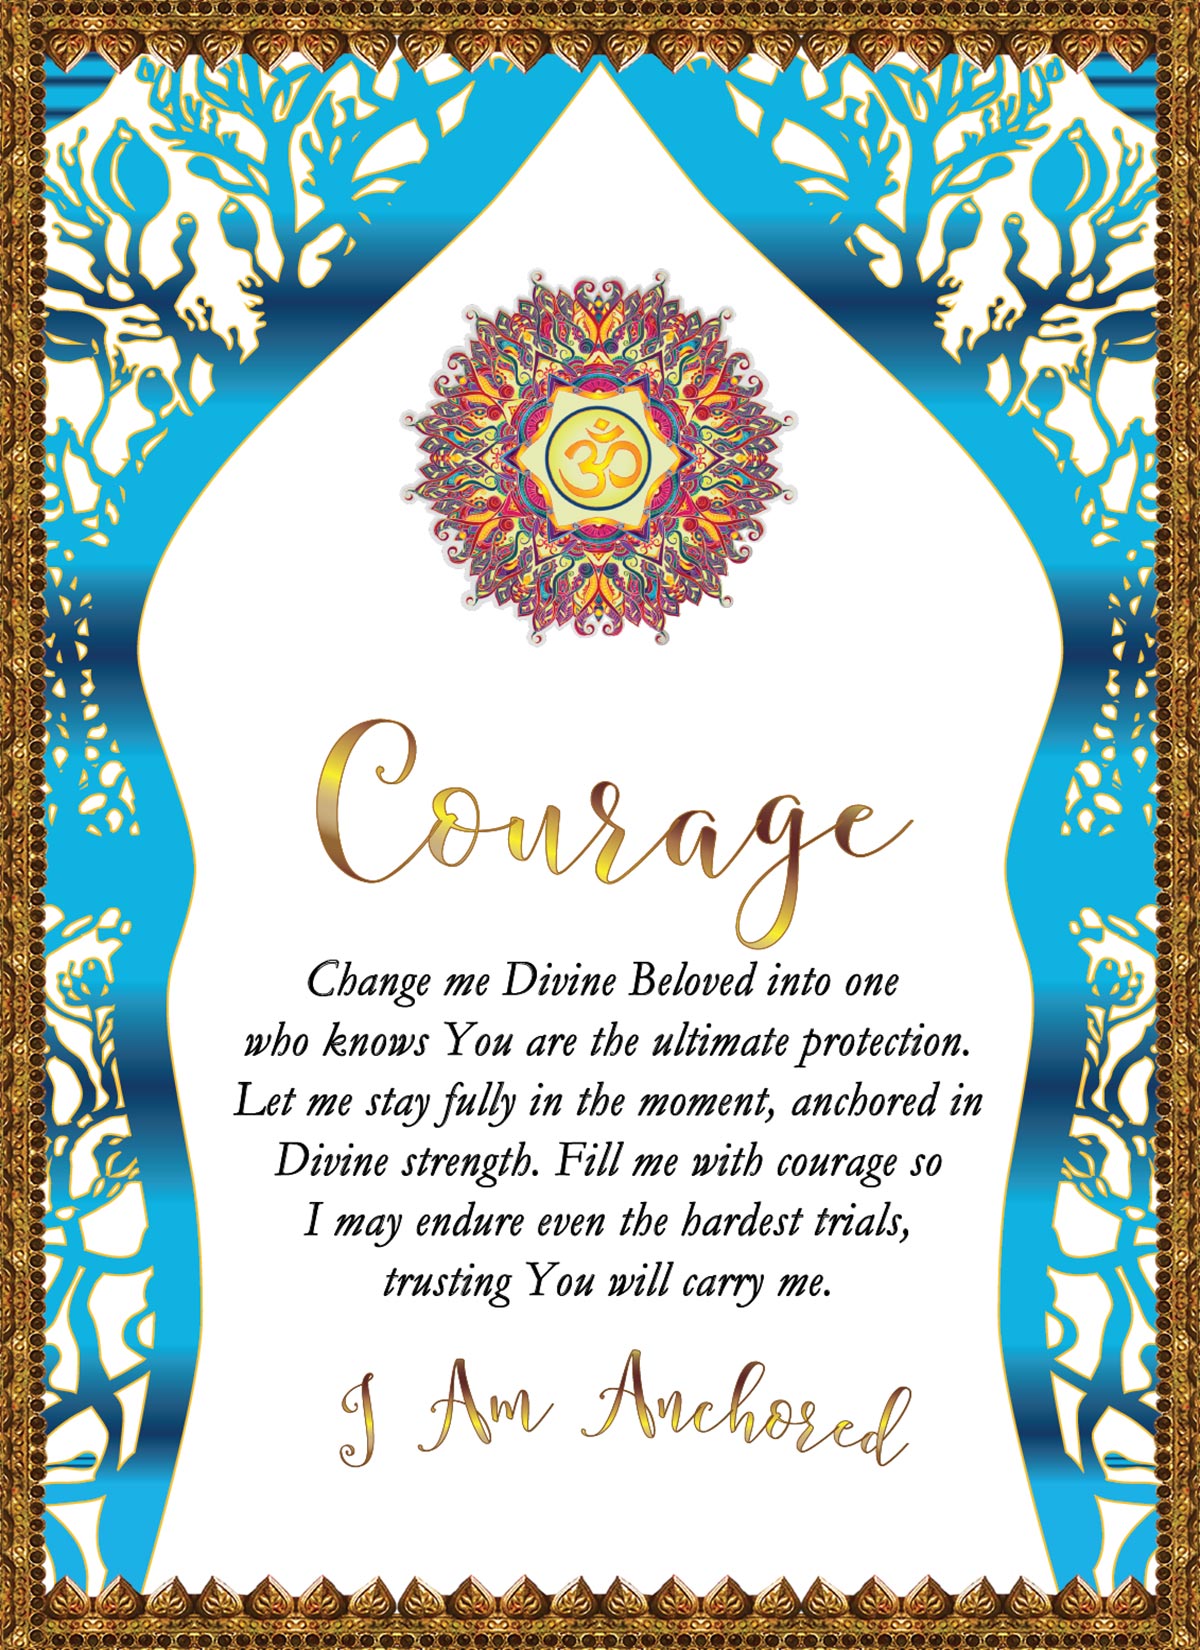 ॐ
Courage
Change me Divine Beloved into one
who knows You are the ultimate protection.
Let me stay fully in the moment, anchored in
Divine strength. Fill me with courage so
I may endure even the hardest trials,
trusting You will carry me.
I Am Anchored